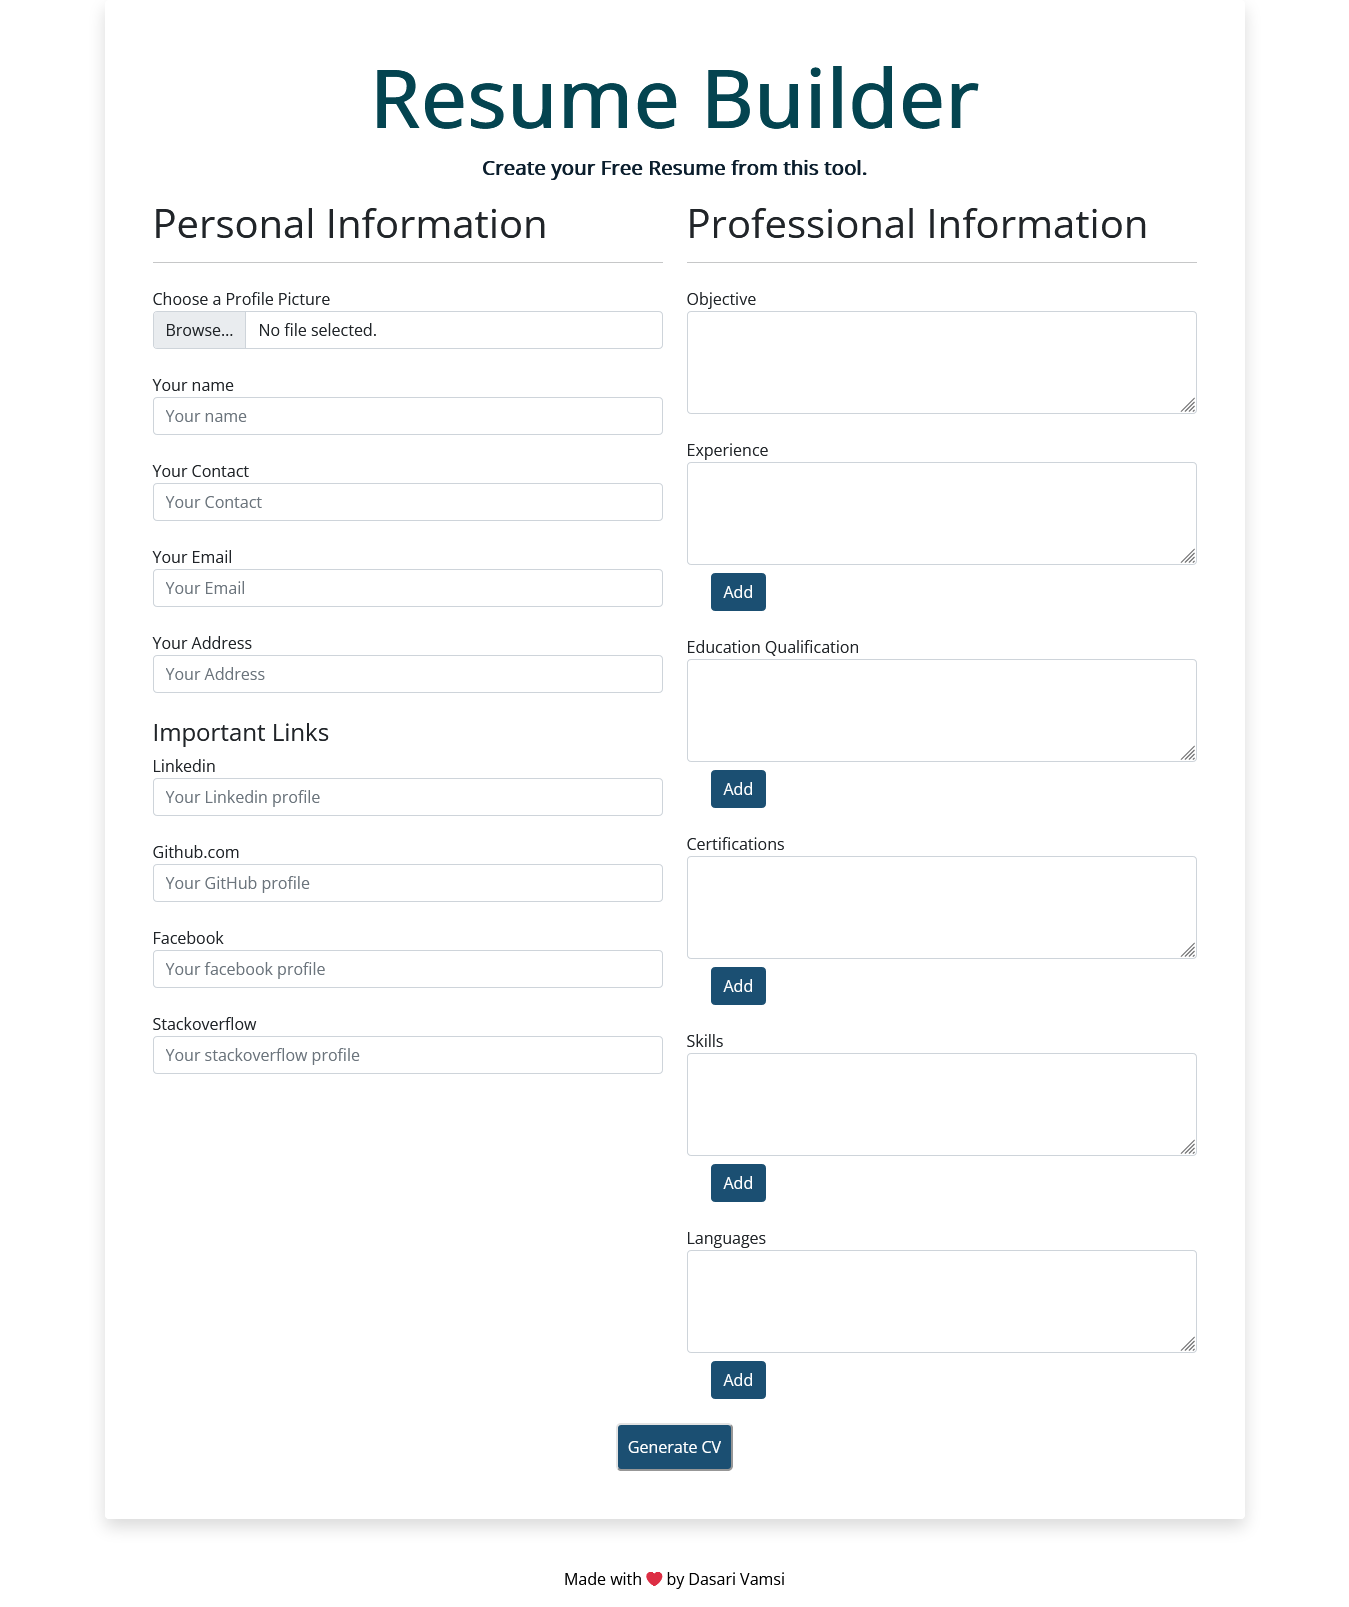 Resume Builder
Create your Free Resume from this tool.
Personal Information
Choose a Profile Picture
Browse... No file selected.
Your name
Your name
Your Contact
Your Contact
Your Email
Your Email
Your Address
Your Address
Important Links
Linkedin
Your Linkedin profile
Github.com
Your GitHub profile
Facebook
Your facebook profile
Stackoverflow
Your stackoverflow profile
Professional Information
Objective
Experience
Add
Education Qualification
Add
Certifications
Add
Skills
Add
Languages
Add
Generate CV
Made with ❤ by Dasari Vamsi